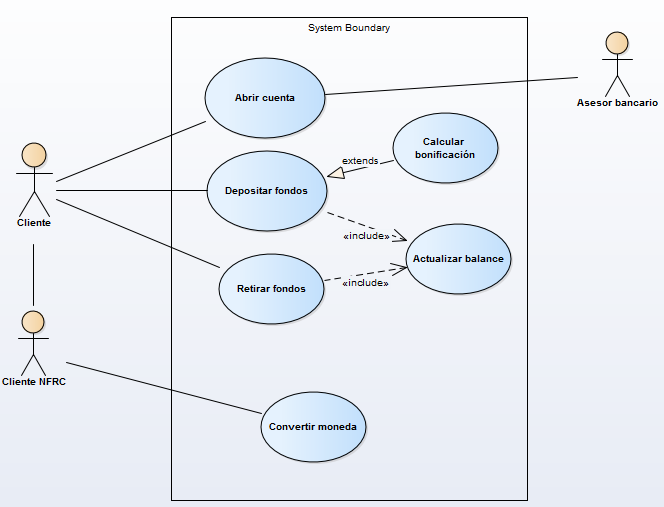 System Boundary
Abrir cuenta
Asesor bancario
Calcular
bonificación
extends
Depositar fondos
Cliente
«include»
Actualizar balance
Retirar fondos
«include»
Cliente NFRC
Convertir moneda